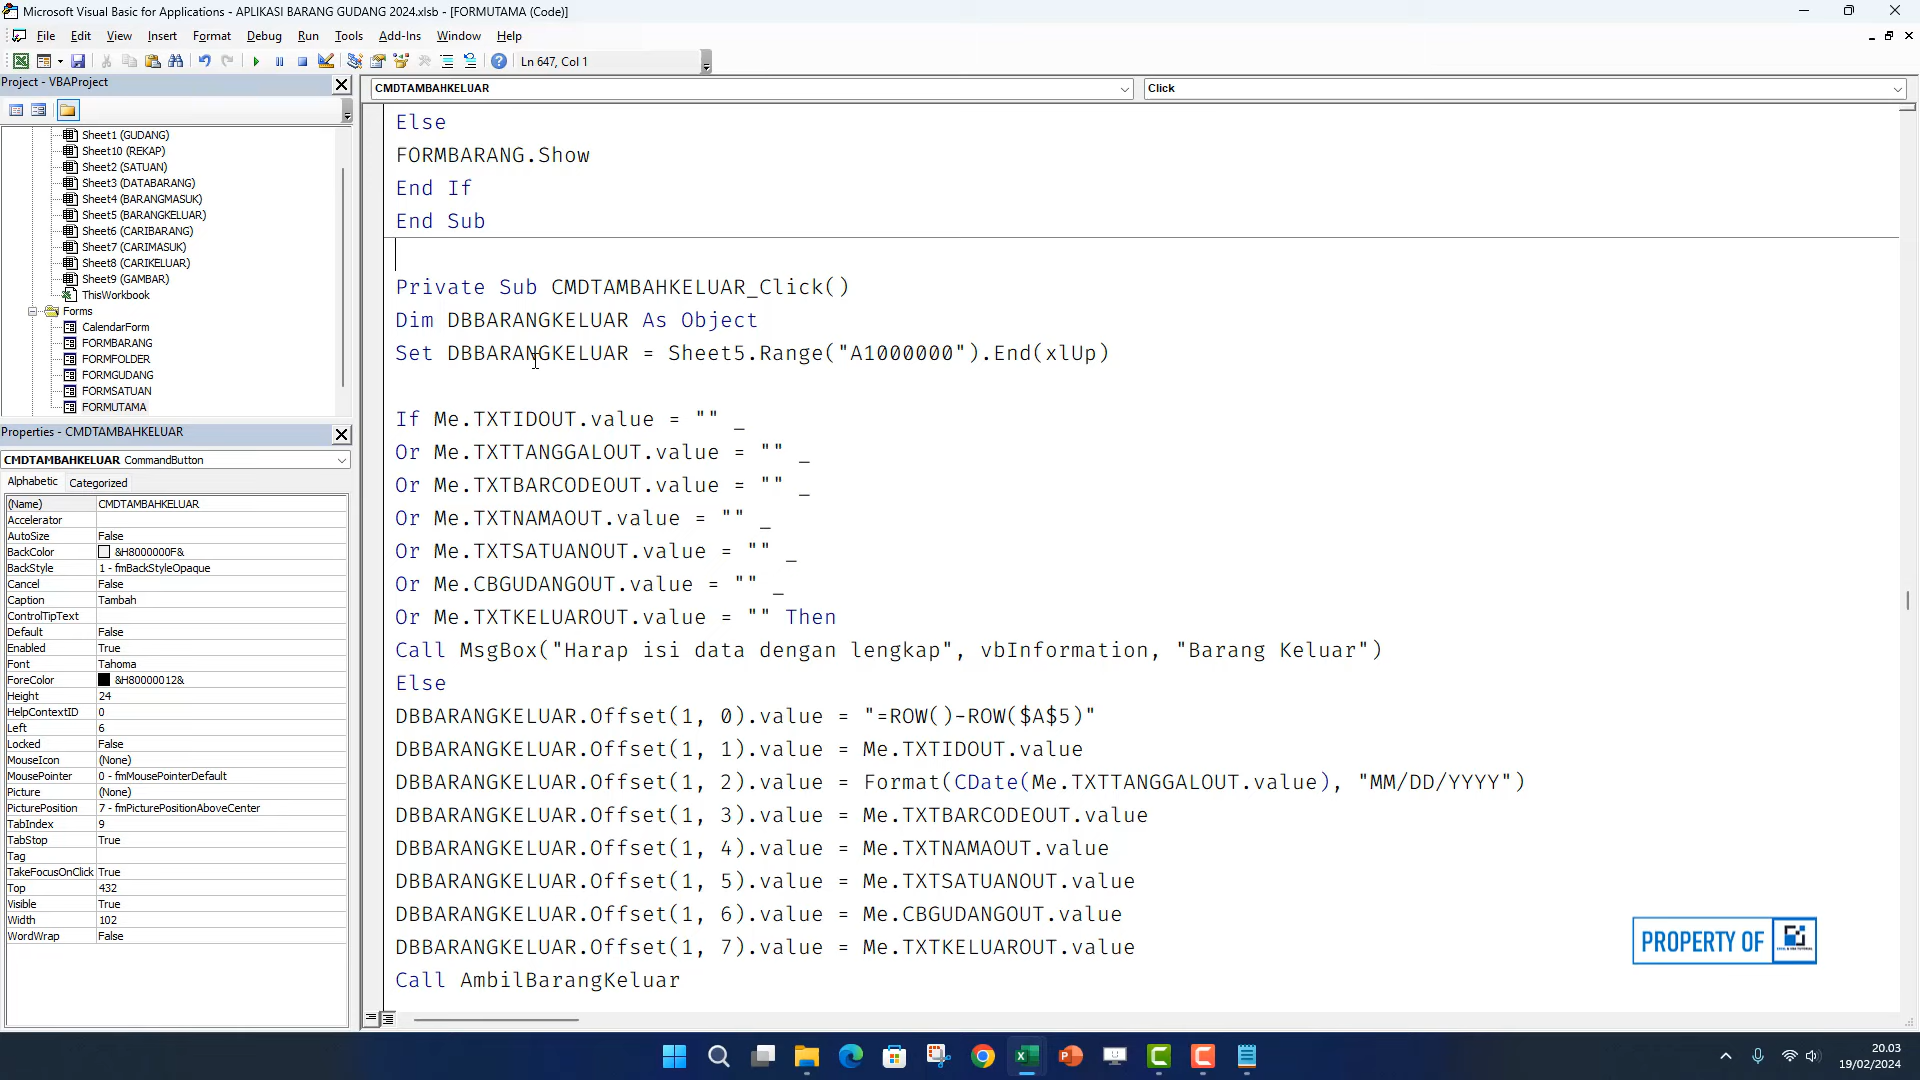 Microsoft Visual Basic for Applications - APLIKASI BARANG GUDANG 2024.xlsb - [FORMUTAMA (Code)]
File Edit View Insert Format Debug Run Tools Add-Ins Window Help
Ln 647, Col 1
Project - VBAProject
Sheet1 (GUDANG)
Sheet10 (REKAP)
Sheet2 (SATUAN)
Sheet3 (DATABARANG)
Sheet4 (BARANGMASUK)
Sheet5 (BARANGKELUAR)
Sheet6 (CARIBARANG)
Sheet7 (CARIMASUK)
Sheet8 (CARIKELUAR)
Sheet9 (GAMBAR)
ThisWorkbook
Forms
CalendarForm
FORMBARANG
FORMFOLDER
FORMGUDANG
FORMSATUAN
FORMUTAMA
Properties - CMDTAMBAHKELUAR
CMDTAMBAHKELUAR CommandButton
Alphabetic Categorized
(Name) CMDTAMBAHKELUAR
Accelerator
AutoSize False
BackColor &H8000000F&
BackStyle 1 - fmBackStyleOpaque
Cancel False
Caption Tambah
ControlTipText
Default False
Enabled True
Font Tahoma
ForeColor &H80000012&
Height 24
HelpContextID 0
Left 6
Locked False
MouseIcon (None)
MousePointer 0 - fmMousePointerDefault
Picture (None)
PicturePosition 7 - fmPicturePositionAboveCenter
TabIndex 9
TabStop True
Tag
TakeFocusOnClick True
Top 432
Visible True
Width 102
WordWrap False
CMDTAMBAHKELUAR Click
Else
FORMBARANG.Show
End If
End Sub
Private Sub CMDTAMBAHKELUAR_Click()
Dim DBBARANGKELUAR As Object
Set DBBARANGKELUAR = Sheet5.Range("A1000000").End(xlUp)
If Me.TXTIDOUT.value = "" _
Or Me.TXTTANGGALOUT.value = "" _
Or Me.TXTBARCODEOUT.value = "" _
Or Me.TXTNAMAOUT.value = "" _
Or Me.TXTSATUANOUT.value = "" _
Or Me.CBGUDANGOUT.value = "" _
Or Me.TXTKELUAROUT.value = "" Then
Call MsgBox("Harap isi data dengan lengkap", vbInformation, "Barang Keluar")
Else
DBBARANGKELUAR.Offset(1, 0).value = "=ROW()-ROW($A$5)"
DBBARANGKELUAR.Offset(1, 1).value = Me.TXTIDOUT.value
DBBARANGKELUAR.Offset(1, 2).value = Format(CDate(Me.TXTTANGGALOUT.value), "MM/DD/YYYY")
DBBARANGKELUAR.Offset(1, 3).value = Me.TXTBARCODEOUT.value
DBBARANGKELUAR.Offset(1, 4).value = Me.TXTNAMAOUT.value
DBBARANGKELUAR.Offset(1, 5).value = Me.TXTSATUANOUT.value
DBBARANGKELUAR.Offset(1, 6).value = Me.CBGUDANGOUT.value
DBBARANGKELUAR.Offset(1, 7).value = Me.TXTKELUAROUT.value
Call AmbilBarangKeluar
PROPERTY OF
20.03
19/02/2024